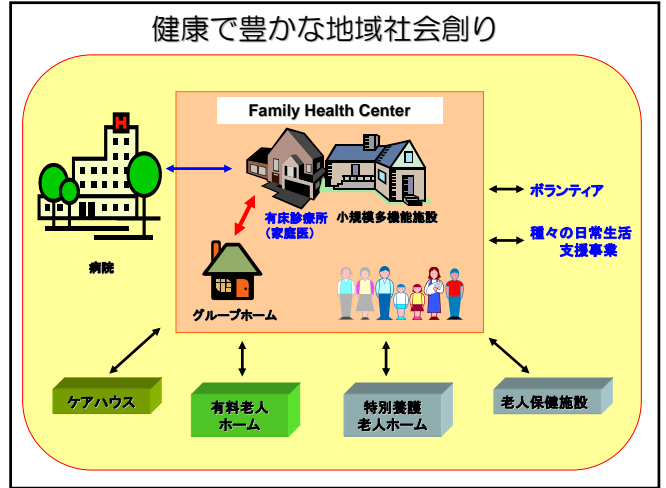 健康で豊かな地域社会創り
Family Health Center
H
有床診療所
（家庭医）
小規模多機能施設
ボランティア
種々の日常生活
支援事業
病院
グループホーム
ケアハウス
有料老人
ホーム
特別養護
老人ホーム
老人保健施設